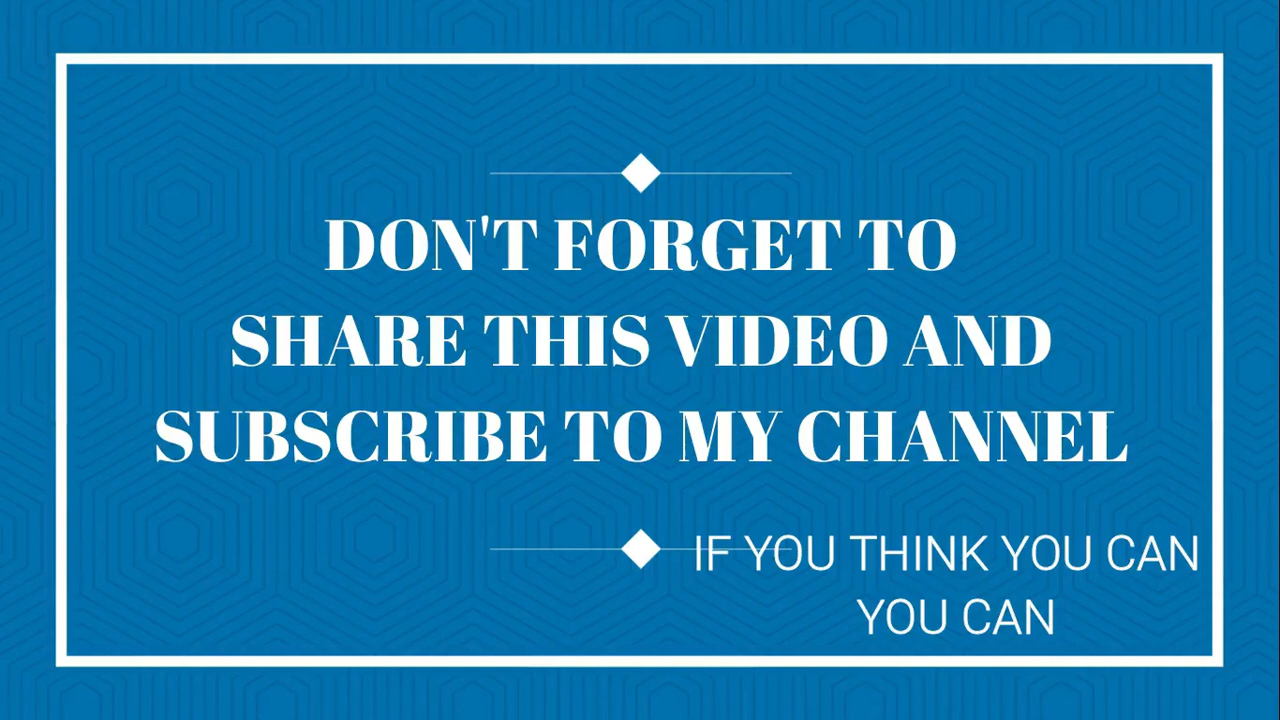 DON'T FORGET TO
SHARE THIS VIDEO AND
SUBSCRIBE TO MY CHANNEL
IF YOU THINK YOU CAN
YOU CAN